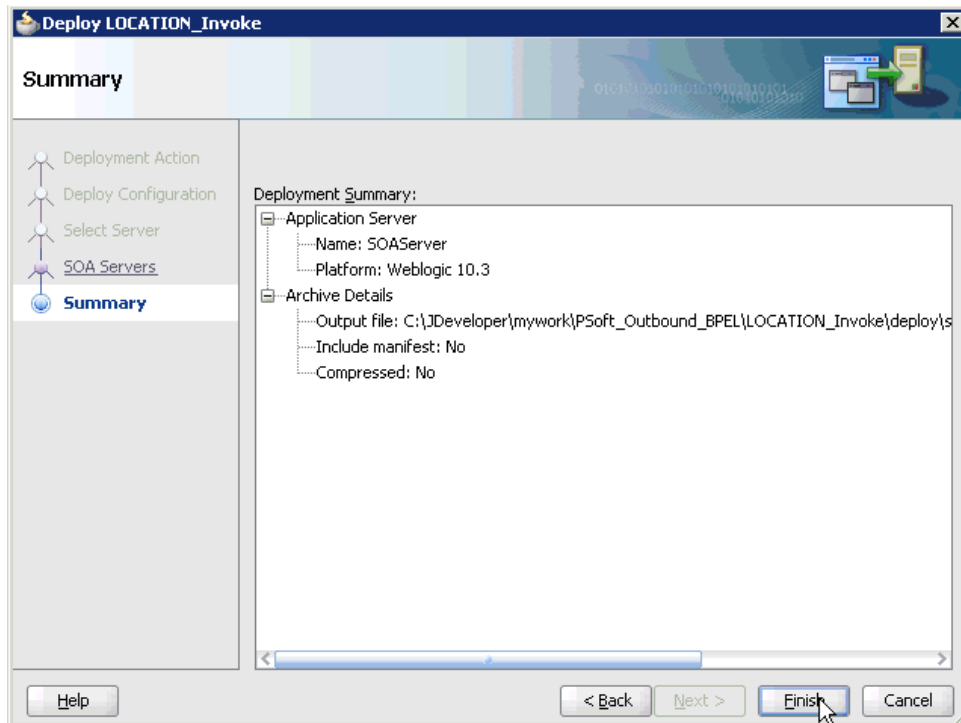 Deploy LOCATION_Invoke
Summary
Deployment Action
Deploy Configuration
Select Server
SOA Servers
Summary
Deployment Summary:
Application Server
Name: SOAServer
Platform: Weblogic 10.3
Archive Details
Output file: C:\JDeveloper\mywork\PSoft_Outbound_BPEL\LOCATION_Invoke\deploy\s
Include manifest: No
Compressed: No
Help
< Back
Next >
Finish
Cancel